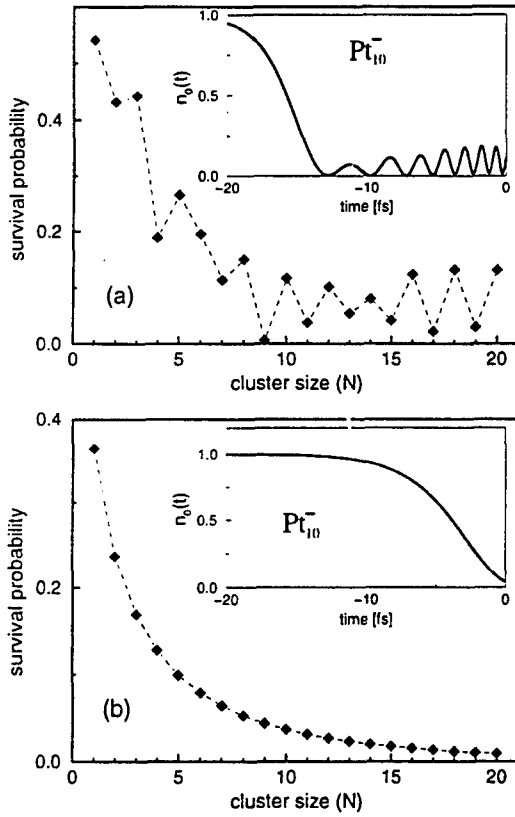 survival probability
0.4
0.2
0.0
n₀(t)
1.0
0.5
0.0
Pt₁₀⁻
-20
-10
0
time [fs]
(a)
0
5
10
15
20
cluster size (N)
survival probability
0.4
0.2
0.0
n₀(t)
1.0
0.5
0.0
Pt₁₀⁻
-20
-10
0
time [fs]
(b)
0
5
10
15
20
cluster size (N)